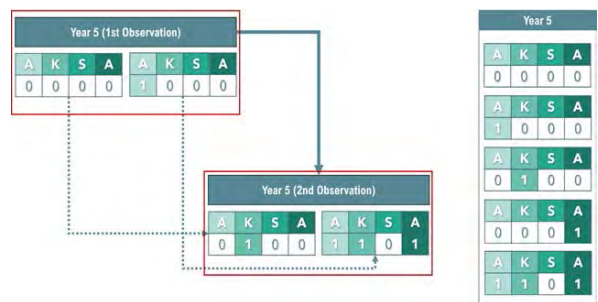 Year 5 (1st Observation)
A K S A A K S A
0 0 0 0 1 0 0 0
Year 5 (2nd Observation)
A K S A A K S A
0 1 0 0 1 1 0 1
Year 5
A K S A
0 0 0 0
A K S A
1 0 0 0
A K S A
0 1 0 0
A K S A
0 0 0 1
A K S A
1 1 0 1